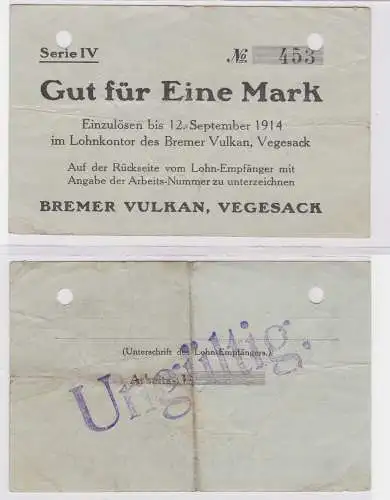 Serie IV
№ 453
Gut für Eine Mark
Einzulösen bis 12. September 1914
im Lohnkontor des Bremer Vulkan, Vegesack
Auf der Rückseite vom Lohn-Empfänger mit
Angabe der Arbeits-Nummer zu unterzeichnen
BREMER VULKAN, VEGESACK
(Unterschrift des Lohn-Empfängers.)
Ungültig.